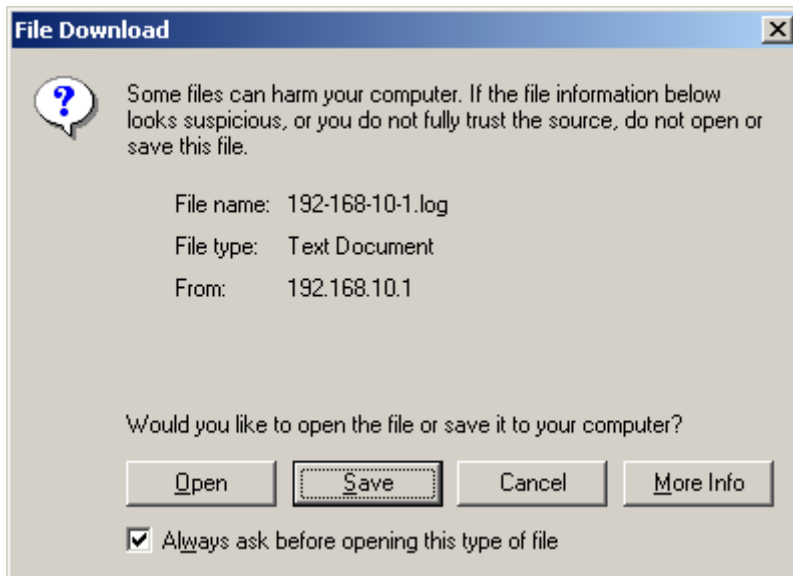 File Download
Some files can harm your computer. If the file information below
looks suspicious, or you do not fully trust the source, do not open or
save this file.
File name: 192-168-10-1.log
File type: Text Document
From: 192.168.10.1
Would you like to open the file or save it to your computer?
Open Save Cancel More Info
Always ask before opening this type of file